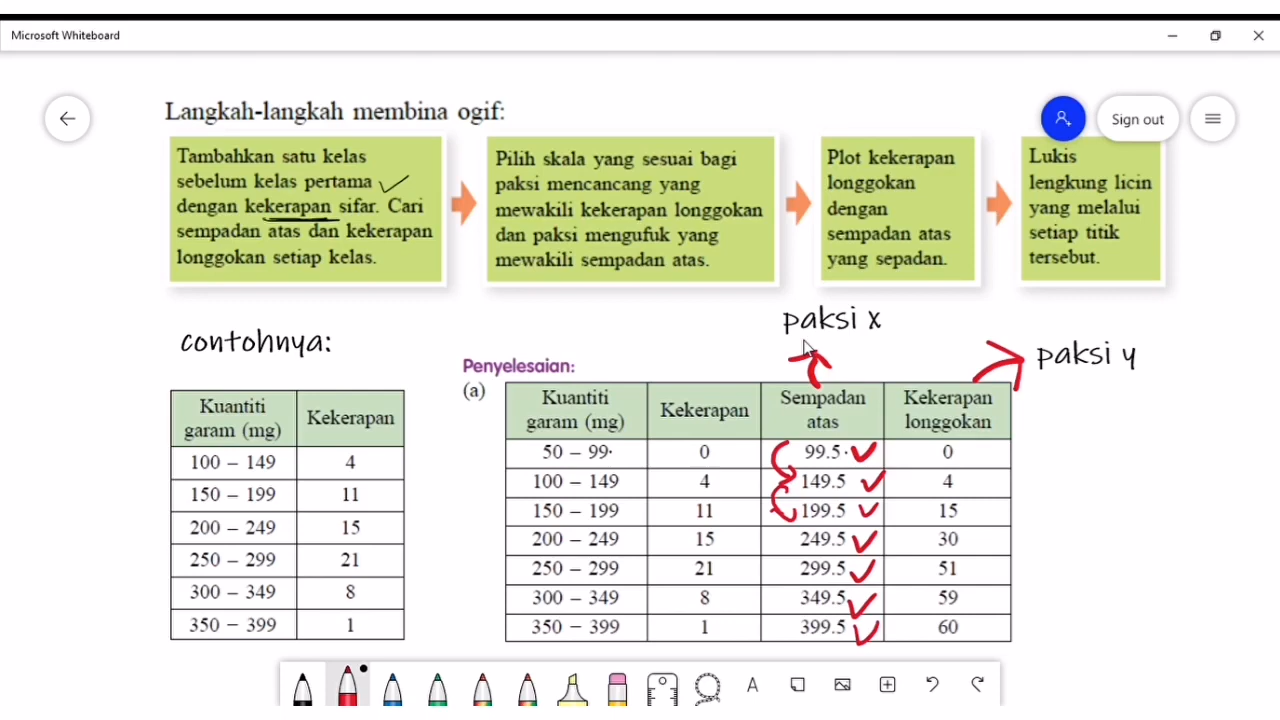 Microsoft Whiteboard
Langkah-langkah membina ogif:
Sign out
Tambahkan satu kelas
sebelum kelas pertama
dengan kekerapan sifar. Cari
sempadan atas dan kekerapan
longgokan setiap kelas.
Pilih skala yang sesuai bagi
paksi mencancang yang
mewakili kekerapan longgokan
dan paksi mengufuk yang
mewakili sempadan atas.
Plot kekerapan
longgokan
dengan
sempadan atas
yang sepadan.
Lukis
lengkung licin
yang melalui
setiap titik
tersebut.
paksi x
paksi y
contohnya:
Kuantiti garam (mg) Kekerapan
100 – 149 4
150 – 199 11
200 – 249 15
250 – 299 21
300 – 349 8
350 – 399 1
Penyelesaian:
(a)
Kuantiti garam (mg) Kekerapan Sempadan atas Kekerapan longgokan
50 – 99 0 99.5 0
100 – 149 4 149.5 4
150 – 199 11 199.5 15
200 – 249 15 249.5 30
250 – 299 21 299.5 51
300 – 349 8 349.5 59
350 – 399 1 399.5 60
A